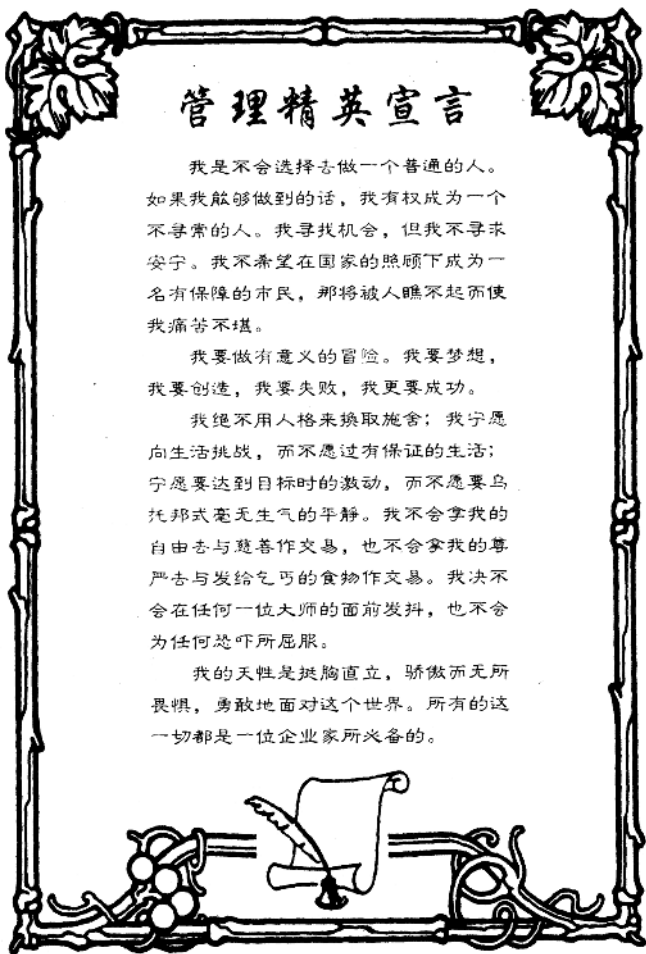 管理精英宣言
我是不会选择去做一个普通的人。
如果我能够做到的话，我有权成为一个
不寻常的人。我寻找机会，但我不寻求
安宁。我不希望在国家的照顾下成为一
名有保障的市民，那将被人瞧不起而使
我痛苦不堪。
我要做有意义的冒险。我要梦想，
我要创造，我要失败，我更要成功。
我绝不用人格来换取施舍；我宁愿
向生活挑战，而不愿过有保证的生活；
宁愿要达到目标时的激动，而不愿要乌
托邦式毫无生气的平静。我不会拿我的
自由去与慈善作交易，也不会拿我的尊
严去与发给乞丐的食物作交易。我决不
会在任何一位大师的面前发抖，也不会
为任何恐吓所屈服。
我的天性是挺胸直立，骄傲而无所
畏惧，勇敢地面对这个世界。所有的这
一切都是一位企业家所必备的。